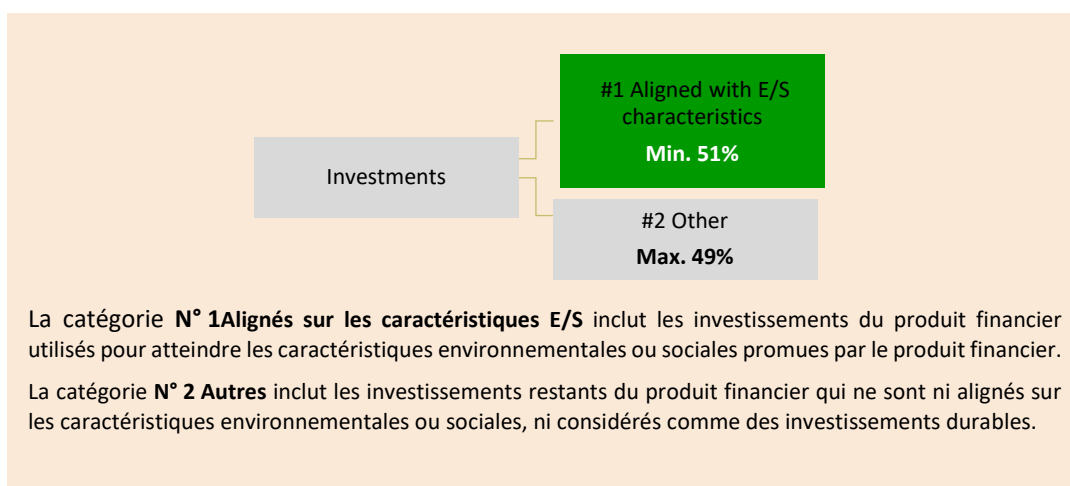 #1 Aligned with E/S
characteristics
Min. 51%
Investments
#2 Other
Max. 49%
La catégorie N° 1Alignés sur les caractéristiques E/S inclut les investissements du produit financier
utilisés pour atteindre les caractéristiques environnementales ou sociales promues par le produit financier.
La catégorie N° 2 Autres inclut les investissements restants du produit financier qui ne sont ni alignés sur
les caractéristiques environnementales ou sociales, ni considérés comme des investissements durables.